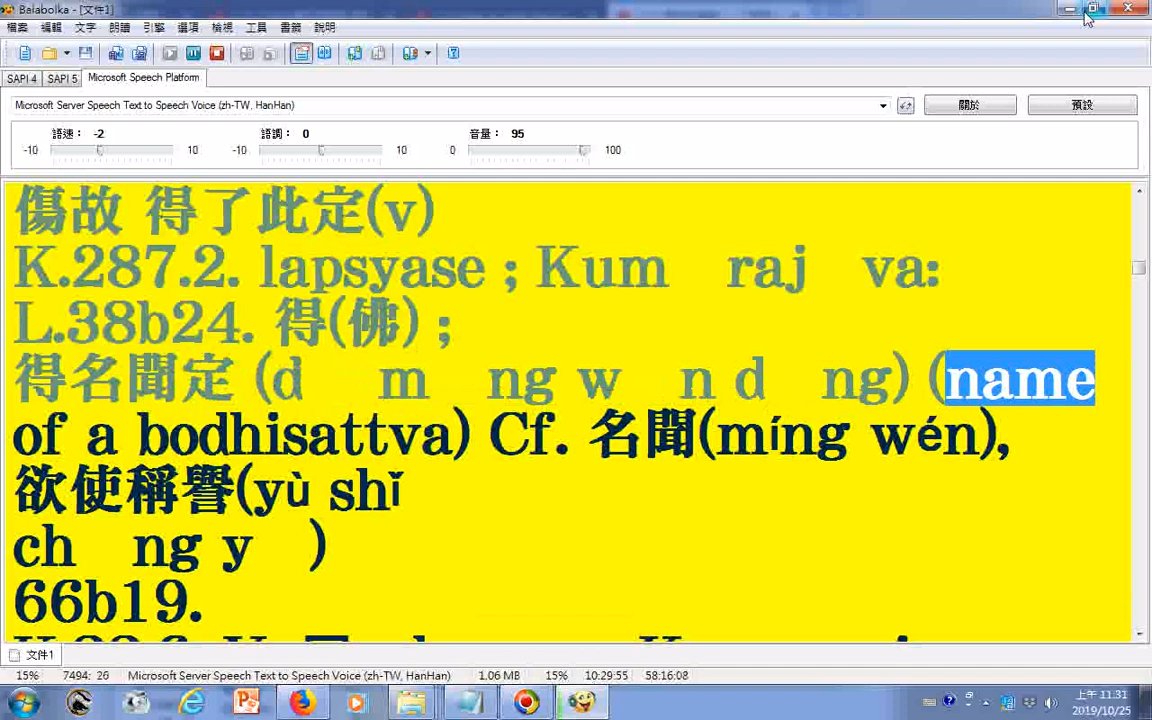 Balabolka - [文件1]
檔案 編輯 文字 朗讀 引擎 選項 檢視 工具 書籤 說明
SAPI 4 SAPI 5 Microsoft Speech Platform
Microsoft Server Speech Text to Speech Voice (zh-TW, HanHan) 關於 預設
語速： -2 語調： 0 音量： 95
-10 10 -10 10 0 100
傷故 得了此定(v)
K.287.2. lapsyase ; Kum raj va:
L.38b24. 得(佛) ;
得名聞定 (d m ng w n d ng) (name
of a bodhisattva) Cf. 名聞(míng wén),
欲使稱譽(yù shǐ
ch ng y )
66b19.
文件1
15% 7494: 26 Microsoft Server Speech Text to Speech Voice (zh-TW, HanHan) 1.06 MB 15% 10:29:55 58:16:08
上午 11:31
2019/10/25